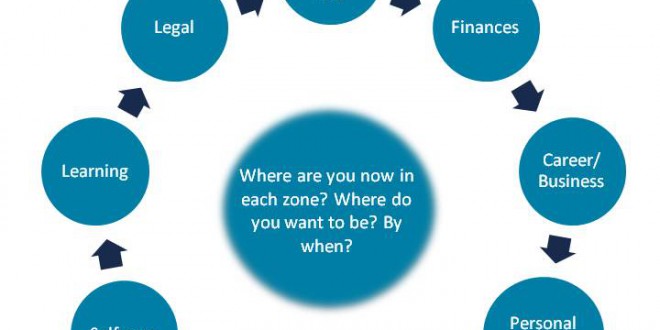 Legal
Finances
Learning
Where are you now in
each zone? Where do
you want to be? By
when?
Career/
Business
Personal